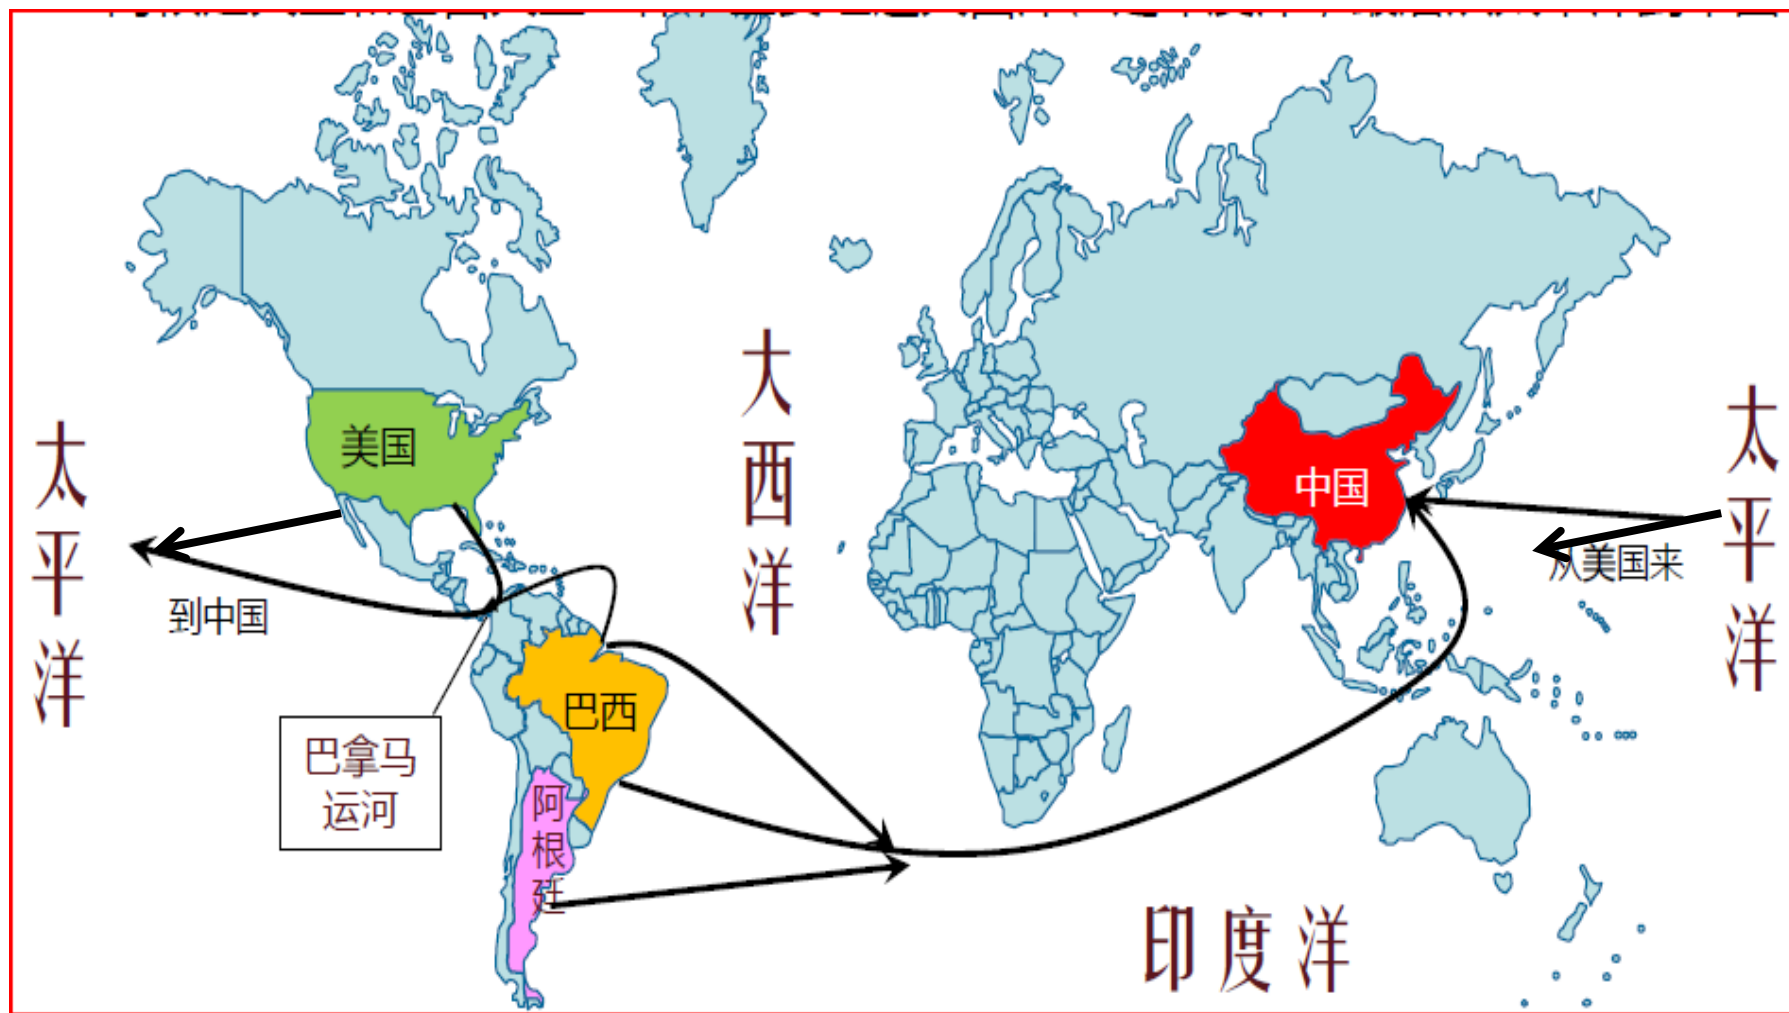 大西洋
太平洋
太平洋
美国
中国
从美国来
到中国
巴西
巴拿马
运河
阿根廷
印度洋